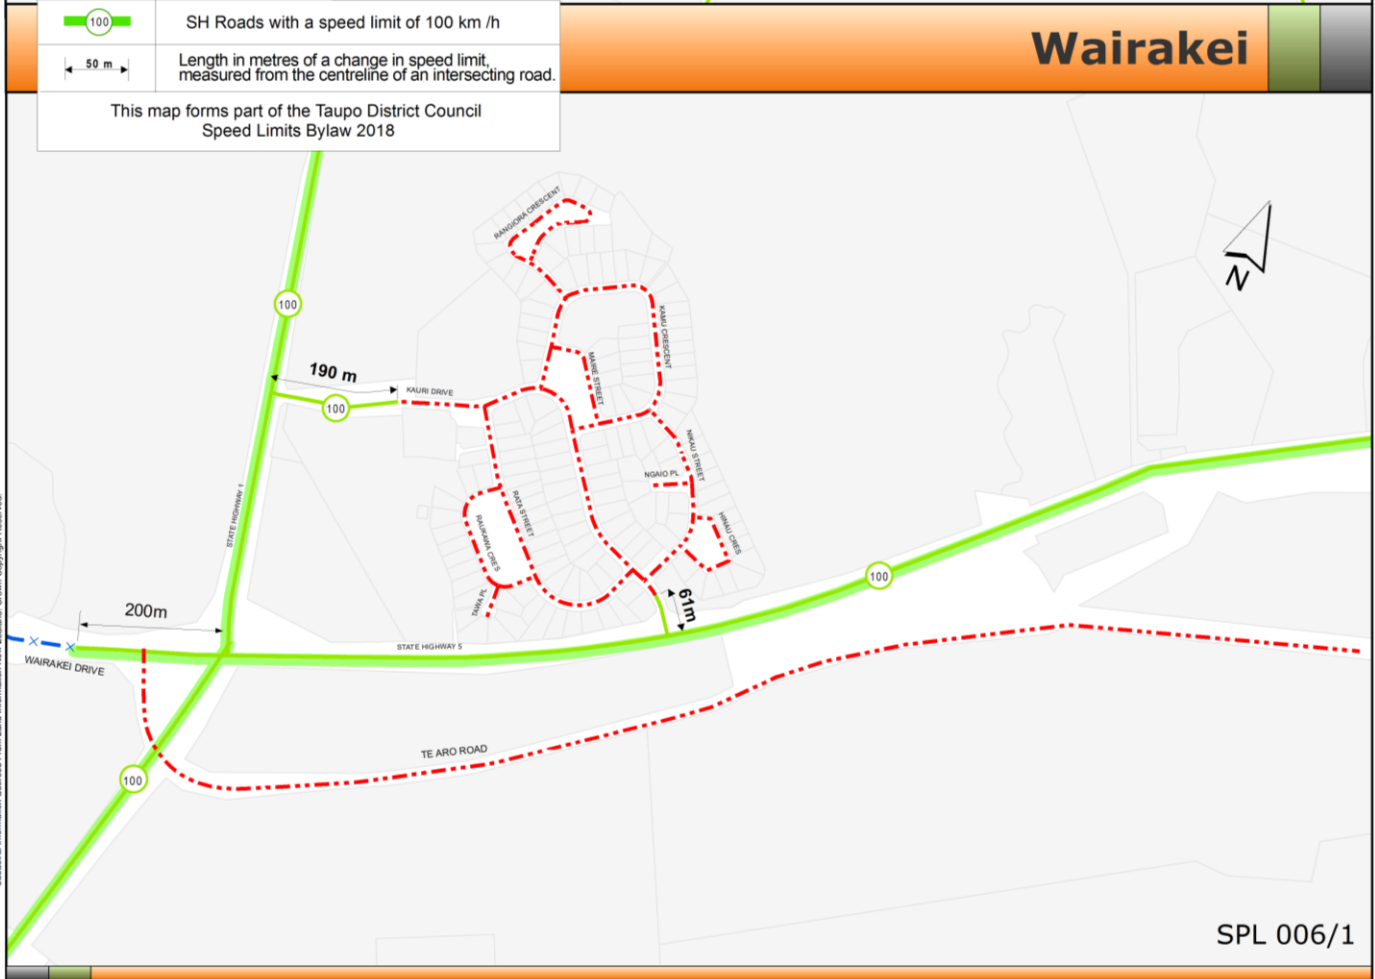 100
SH Roads with a speed limit of 100 km /h
50 m
Length in metres of a change in speed limit,
measured from the centreline of an intersecting road.
This map forms part of the Taupo District Council
Speed Limits Bylaw 2018
Wairakei
RANGIORA CRESCENT
N
100
KAMU CRESCENT
190 m
MAIRE STREET
KAURI DRIVE
100
NIKAU STREET
NGAIO PL
STATE HIGHWAY 1
RATA STREET
RAUKAWA CRES
HINAU CRES
100
TAWA PL
61m
200m
STATE HIGHWAY 5
WAIRAKEI DRIVE
TE ARO ROAD
100
SPL 006/1